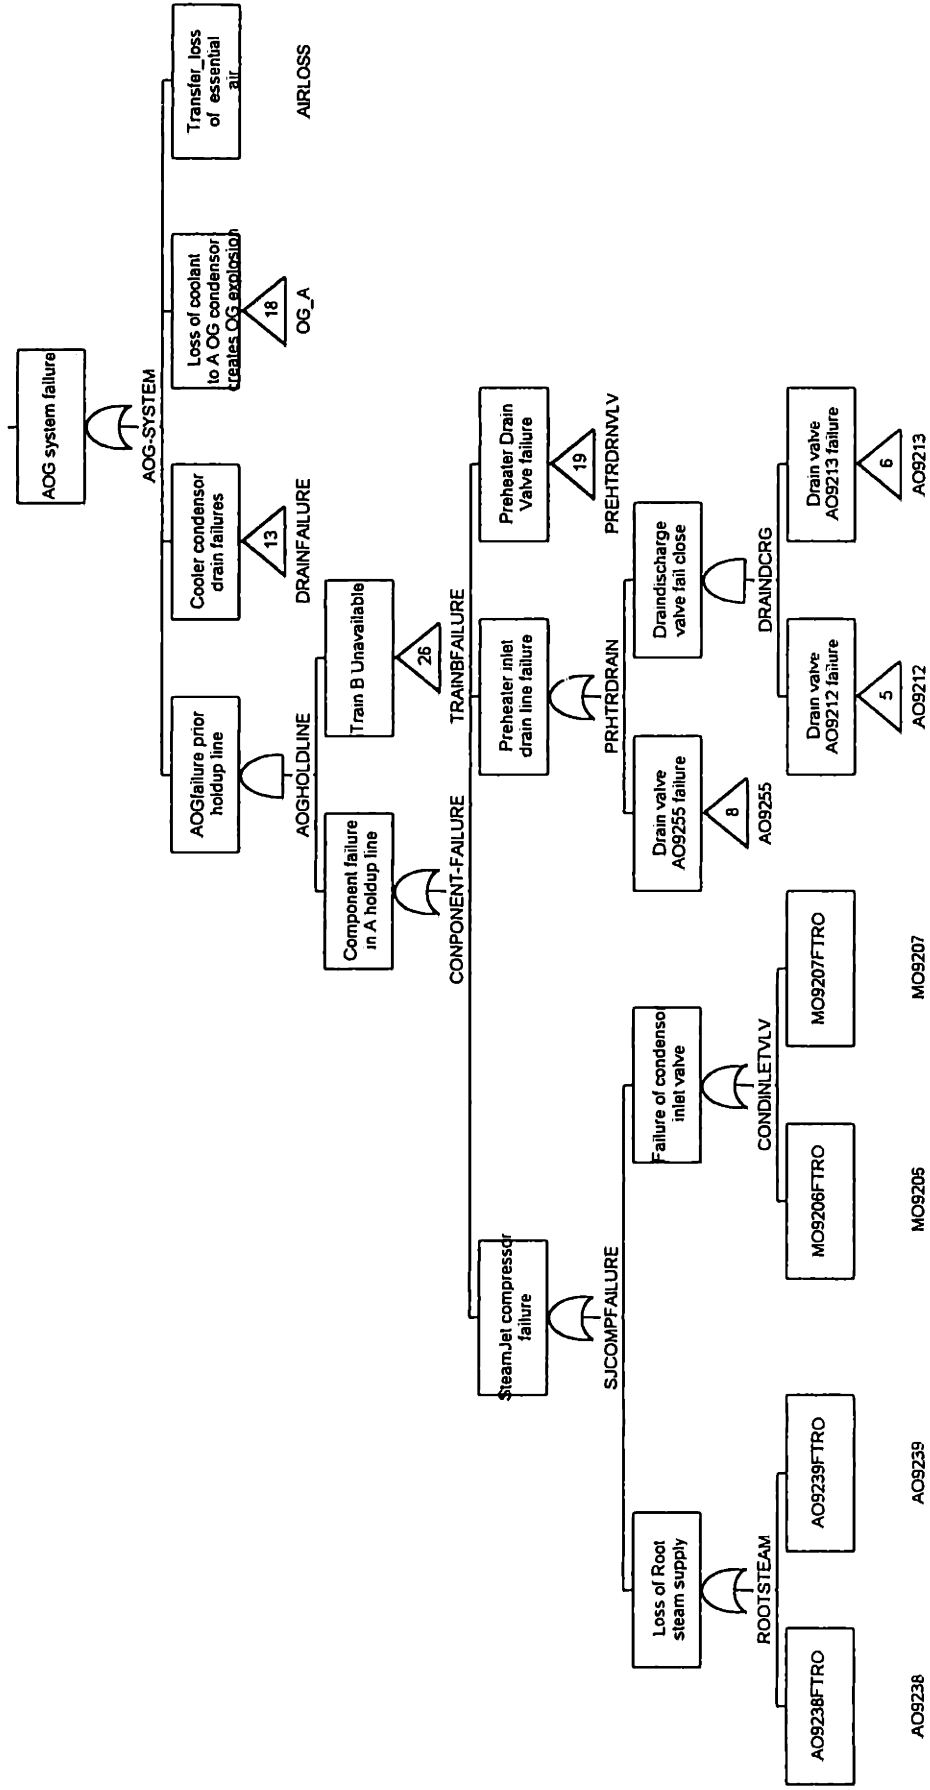 AOG system failure
AOG-SYSTEM
AOGfailure prior
holdup line
AOGHOLDLINE
Cooler condensor
drain failures
13
DRAINFAILURE
Loss of coolant
to A OG condensor
creates OG explosion
18
OG_A
Transfer_loss
of essential
air
AIRLOSS
Component failure
in A holdup line
CONPONENT-FAILURE
Train B Unavailable
26
TRAINBFAILURE
SteamJet compressor
failure
SJCOMPFAILURE
Preheater inlet
drain line failure
PRHTRDRAIN
Preheater Drain
Valve failure
19
PREHTRDRNVLV
Loss of Root
steam supply
ROOTSTEAM
Failure of condensor
inlet valve
CONDINLETVLV
Drain valve
AO9255 failure
8
AO9255
Draindischarge
valve fail close
DRAINDCRG
AO9238FTRO
AO9238
AO9239FTRO
AO9239
MO9206FTRO
MO9205
MO9207FTRO
MO9207
Drain valve
AO9212 failure
5
AO9212
Drain valve
AO9213 failure
6
AO9213